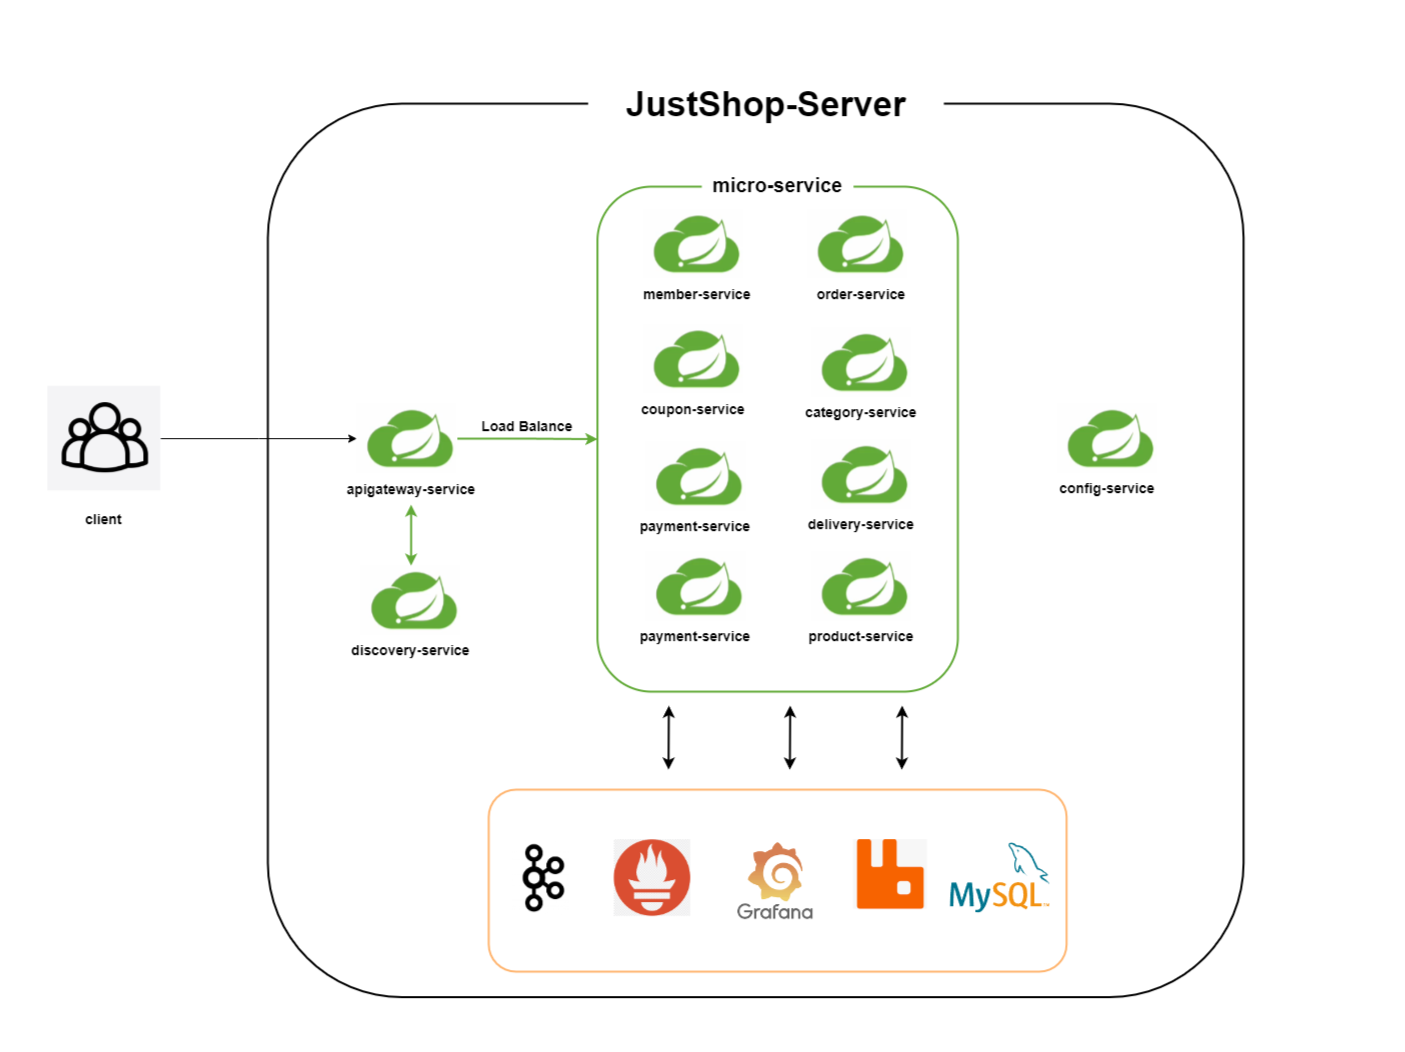 JustShop-Server
micro-service
member-service
order-service
coupon-service
category-service
client
apigateway-service
Load Balance
config-service
payment-service
delivery-service
discovery-service
payment-service
product-service
Grafana
MySQL